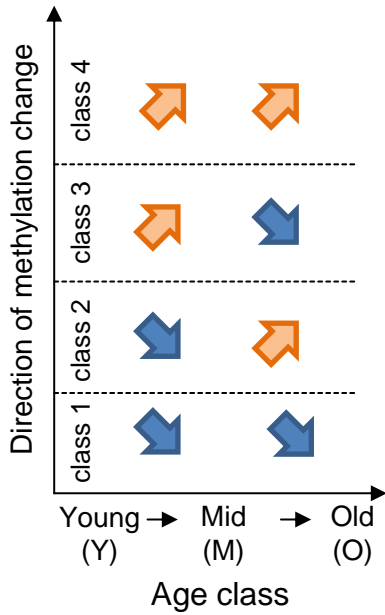 Direction of methylation change
class 4
class 3
class 2
class 1
Young → Mid → Old
(Y) (M) (O)
Age class